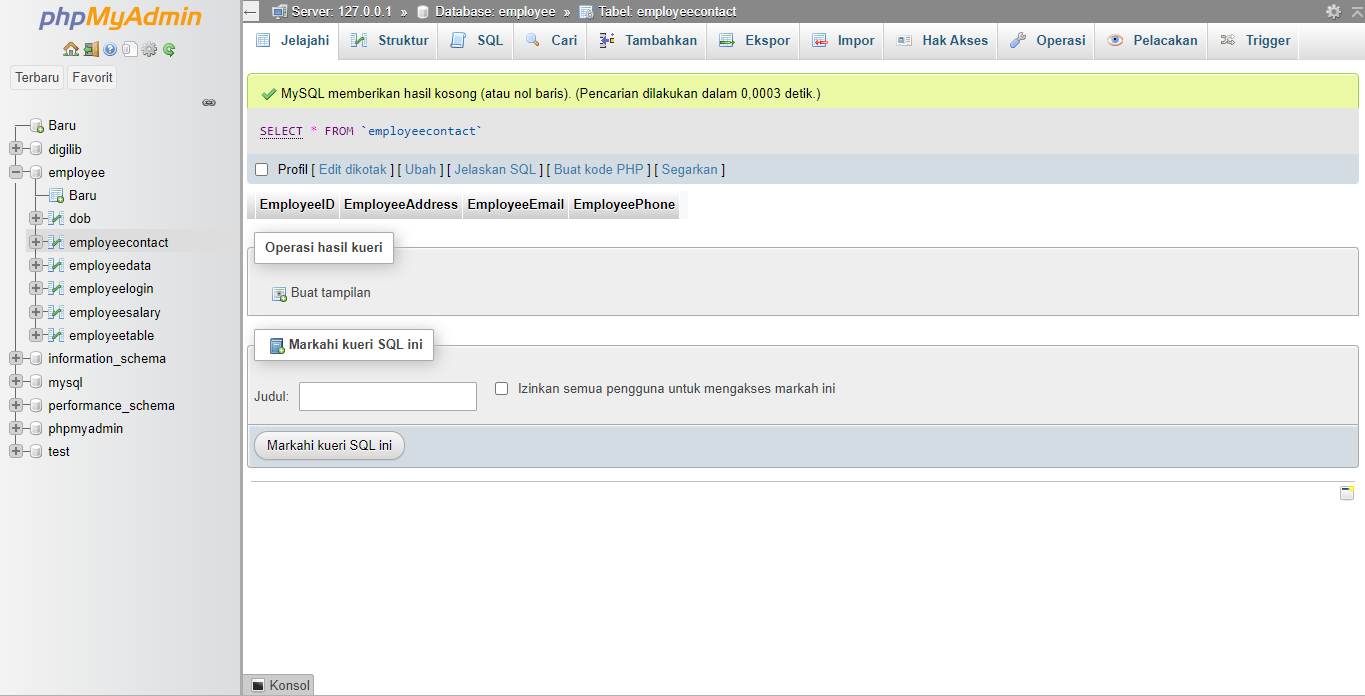 phpMyAdmin
Terbaru Favorit
Baru
digilib
employee
Baru
dob
employeecontact
employeedata
employeelogin
employeesalary
employeetable
information_schema
mysql
performance_schema
phpmyadmin
test
Server: 127.0.0.1 » Database: employee » Tabel: employeecontact
Jelajahi Struktur SQL Cari Tambahkan Ekspor Impor Hak Akses Operasi Pelacakan Trigger
MySQL memberikan hasil kosong (atau nol baris). (Pencarian dilakukan dalam 0,0003 detik.)
SELECT * FROM `employeecontact`
Profil [ Edit dikotak ] [ Ubah ] [ Jelaskan SQL ] [ Buat kode PHP ] [ Segarkan ]
EmployeeID EmployeeAddress EmployeeEmail EmployeePhone
Operasi hasil kueri
Buat tampilan
Markahi kueri SQL ini
Judul: Izinkan semua pengguna untuk mengakses markah ini
Markahi kueri SQL ini
Konsol